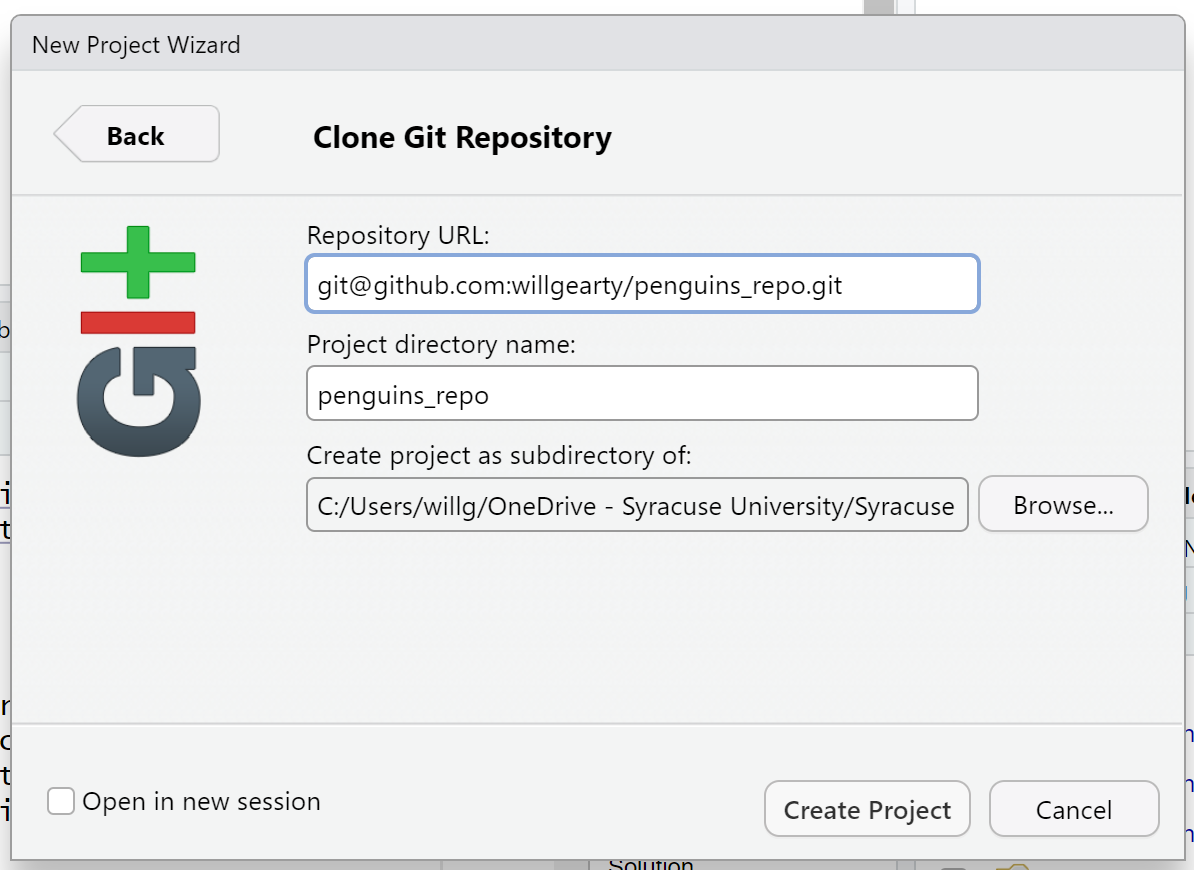 New Project Wizard
Back
Clone Git Repository
git
Repository URL:
git@github.com:willgearty/penguins_repo.git
Project directory name:
penguins_repo
Create project as subdirectory of:
C:/Users/willg/OneDrive - Syracuse University/Syracuse
Browse...
Open in new session
Create Project
Cancel
Solution